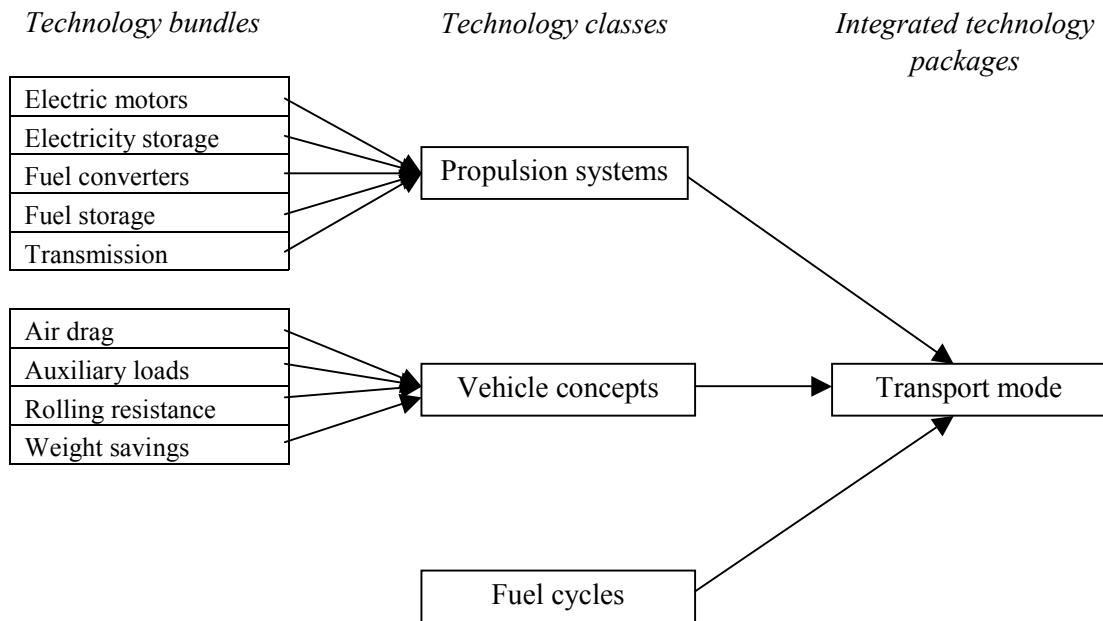 Technology bundles
Technology classes
Integrated technology
packages
Electric motors
Electricity storage
Fuel converters
Fuel storage
Transmission
Propulsion systems
Air drag
Auxiliary loads
Rolling resistance
Weight savings
Vehicle concepts
Transport mode
Fuel cycles